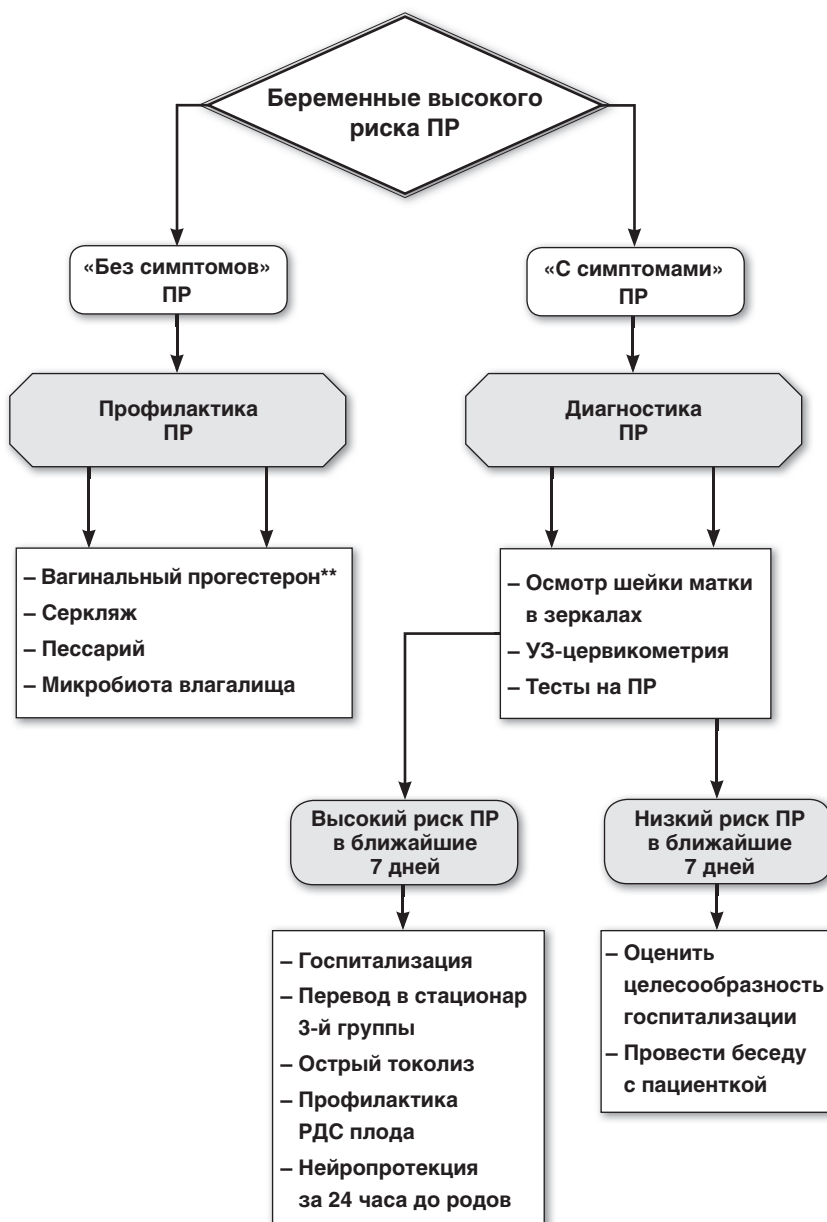 Беременные высокого
риска ПР
«Без симптомов»
ПР
«С симптомами»
ПР
Профилактика
ПР
Диагностика
ПР
– Вагинальный прогестерон**
– Серкляж
– Пессарий
– Микробиота влагалища
– Осмотр шейки матки
в зеркалах
– УЗ-цервикометрия
– Тесты на ПР
Высокий риск ПР
в ближайшие
7 дней
Низкий риск ПР
в ближайшие
7 дней
– Госпитализация
– Перевод в стационар
3-й группы
– Острый токолиз
– Профилактика
РДС плода
– Нейропротекция
за 24 часа до родов
– Оценить
целесообразность
госпитализации
– Провести беседу
с пациенткой